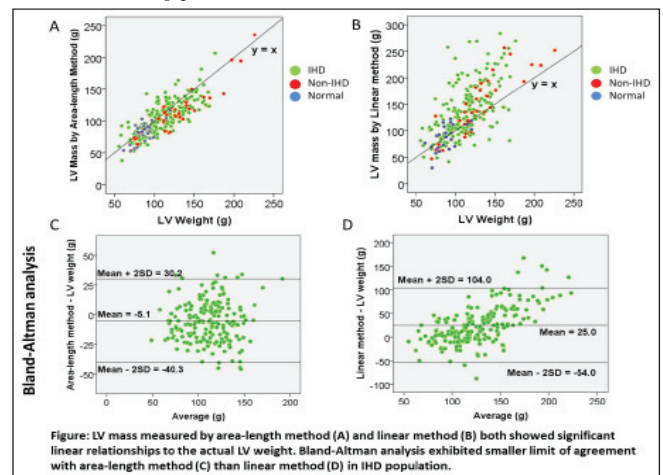 A
B
LV Mass by Area-length Method (g)
250
200
150
100
50
0
y = x
IHD
Non-IHD
Normal
50
100
150
200
250
LV Weight (g)
LV mass by Linear method (g)
300
250
200
150
100
50
0
y = x
IHD
Non-IHD
Normal
50
100
150
200
250
LV Weight (g)
Bland-Altman analysis
C
D
Area-length method - LV weight (g)
50
25
0
-25
-50
Mean + 2SD = 30.2
Mean = -5.1
Mean - 2SD = -40.3
0
50
100
150
200
Average (g)
Linear method - LV weight (g)
200
150
100
50
0
-50
-100
Mean + 2SD = 104.0
Mean = 25.0
Mean - 2SD = -54.0
50
100
150
200
250
Average (g)
Figure: LV mass measured by area-length method (A) and linear method (B) both showed significant
linear relationships to the actual LV weight. Bland-Altman analysis exhibited smaller limit of agreement
with area-length method (C) than linear method (D) in IHD population.